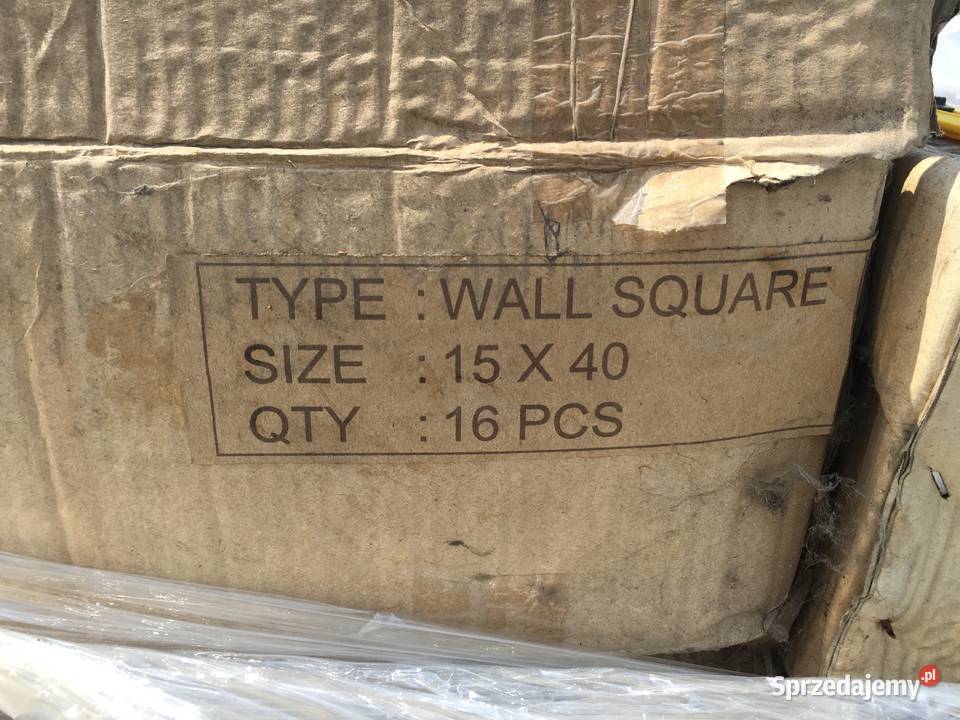 TYPE : WALL SQUARE
SIZE : 15 X 40
QTY : 16 PCS
Sprzedajemy.pl